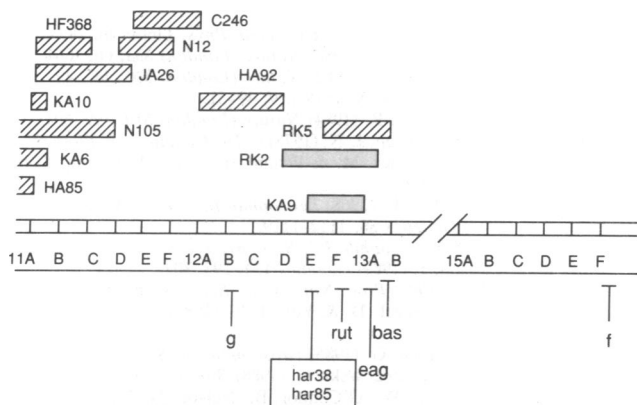 C246
HF368
N12
JA26
HA92
KA10
N105
RK5
KA6
RK2
HA85
KA9
11A B C D E F 12A B C D E F 13A B 15A B C D E F
g rut bas f
eag
har38
har85